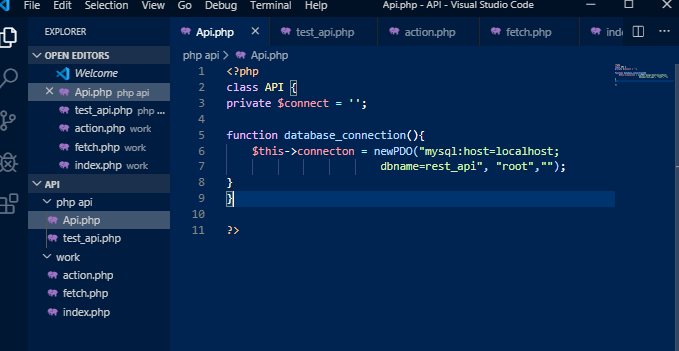 File Edit Selection View Go Debug Terminal Help Api.php - API - Visual Studio Code
EXPLORER
OPEN EDITORS
Welcome
Api.php php api
test_api.php php ...
action.php work
fetch.php work
index.php work
API
php api
Api.php
test_api.php
work
action.php
fetch.php
index.php
Api.php test_api.php action.php fetch.php
php api > Api.php
1 <?php
2 class API {
3 private $connect = '';
4
5 function database_connection(){
6 $this->connecton = newPDO("mysql:host=localhost;
7 dbname=rest_api", "root","");
8 }
9 }
10
11 ?>